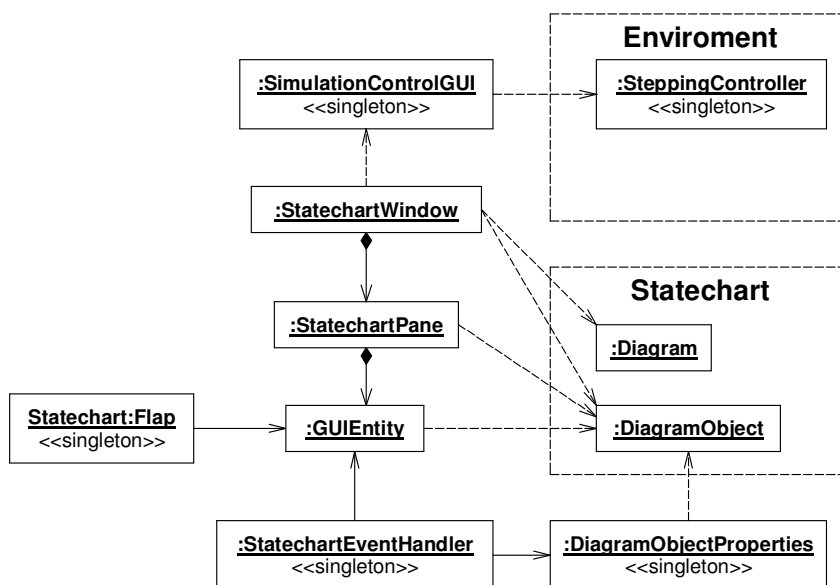 Enviroment
:SimulationControlGUI
<<singleton>>
:SteppingController
<<singleton>>
:StatechartWindow
Statechart
:StatechartPane
:Diagram
Statechart:Flap
<<singleton>>
:GUIEntity
:DiagramObject
:StatechartEventHandler
<<singleton>>
:DiagramObjectProperties
<<singleton>>